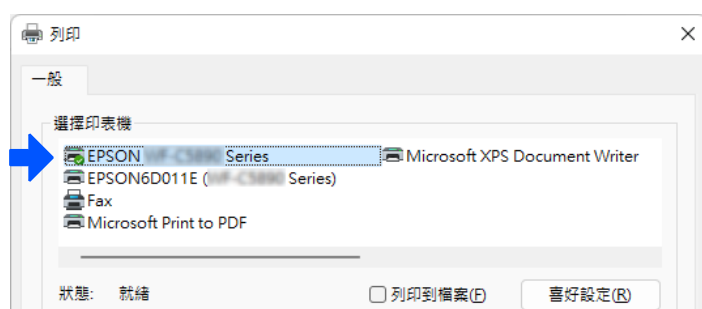 列印
一般
選擇印表機
EPSON Series
Microsoft XPS Document Writer
EPSON6D011E ( Series)
Fax
Microsoft Print to PDF
狀態: 就緒
列印到檔案(F)
喜好設定(R)